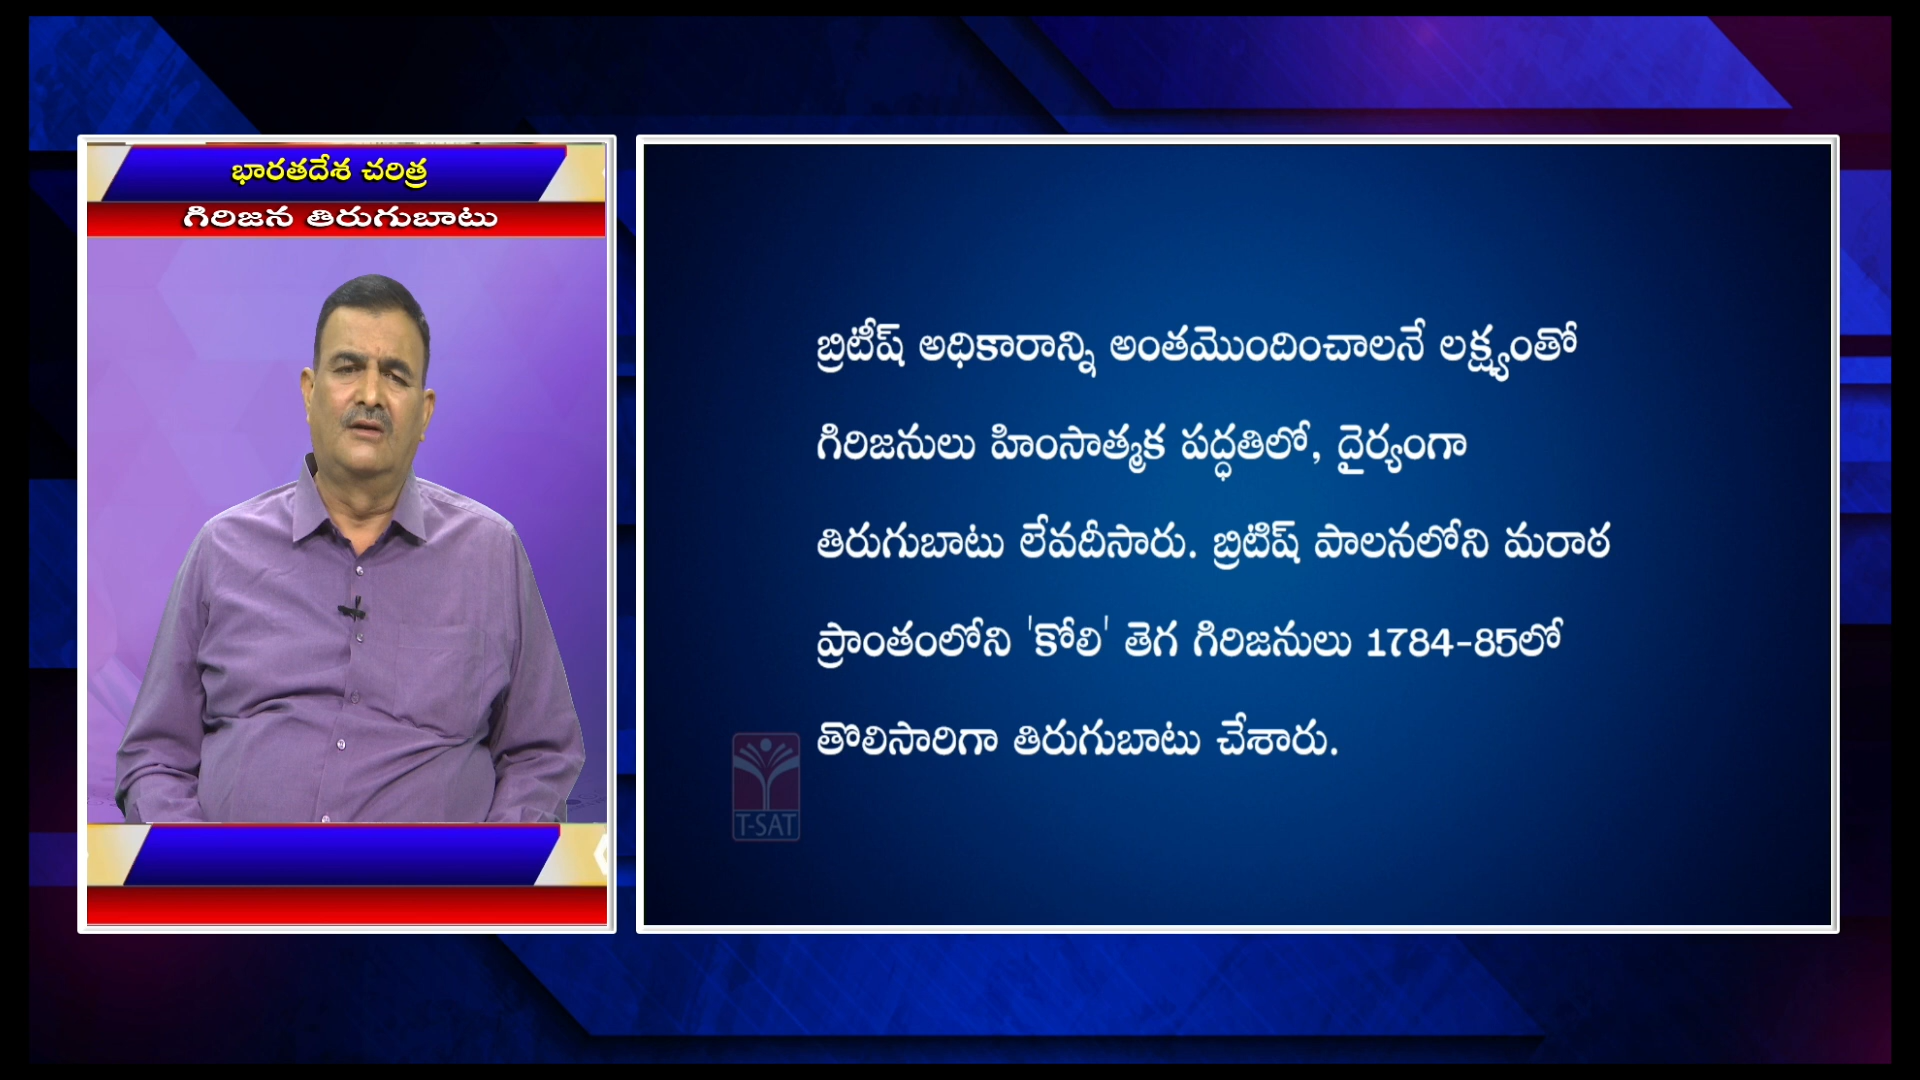 భారతదేశ చరిత్ర
గిరిజన తిరుగుబాటు
బ్రిటీష్ అధికారాన్ని అంతమొందించాలనే లక్ష్యంతో
గిరిజనులు హింసాత్మక పద్ధతిలో, దైర్యంగా
తిరుగుబాటు లేవదీసారు. బ్రిటిష్ పాలనలోని మరాఠ
ప్రాంతంలోని 'కోలి' తెగ గిరిజనులు 1784-85లో
తొలిసారిగా తిరుగుబాటు చేశారు.
T-SAT